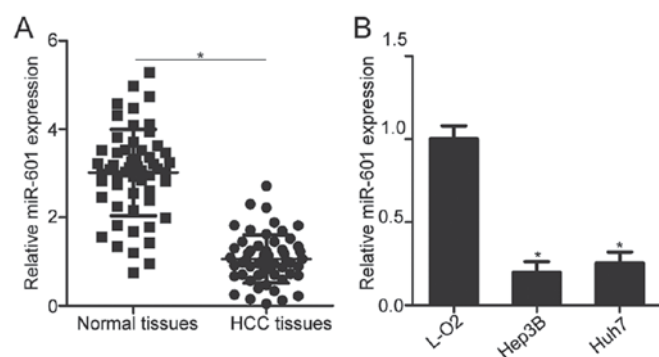 A
Relative miR-601 expression
6
4
2
0
*
Normal tissues
HCC tissues
B
Relative miR-601 expression
1.5
1.0
0.5
0.0
*
*
L-O2
Hep3B
Huh7